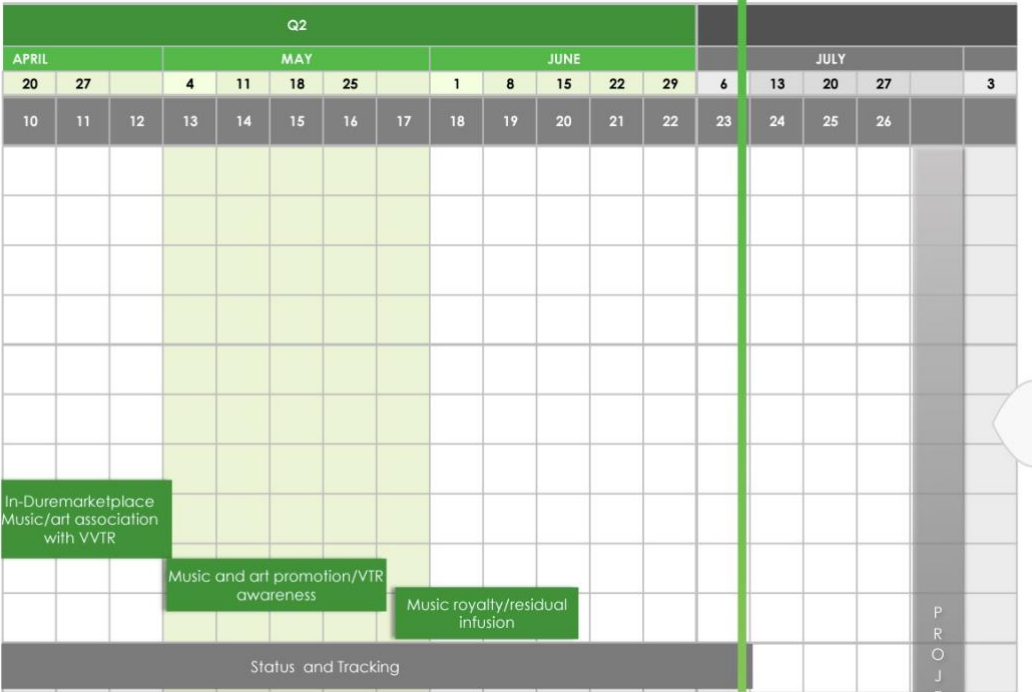 Q2
APRIL MAY JUNE JULY
20 27 4 11 18 25 1 8 15 22 29 6 13 20 27 3
10 11 12 13 14 15 16 17 18 19 20 21 22 23 24 25 26
In-Duremarketplace
Music/art association
with VVTR
Music and art promotion/VTR
awareness
Music royalty/residual
infusion
Status and Tracking
P
R
O
J